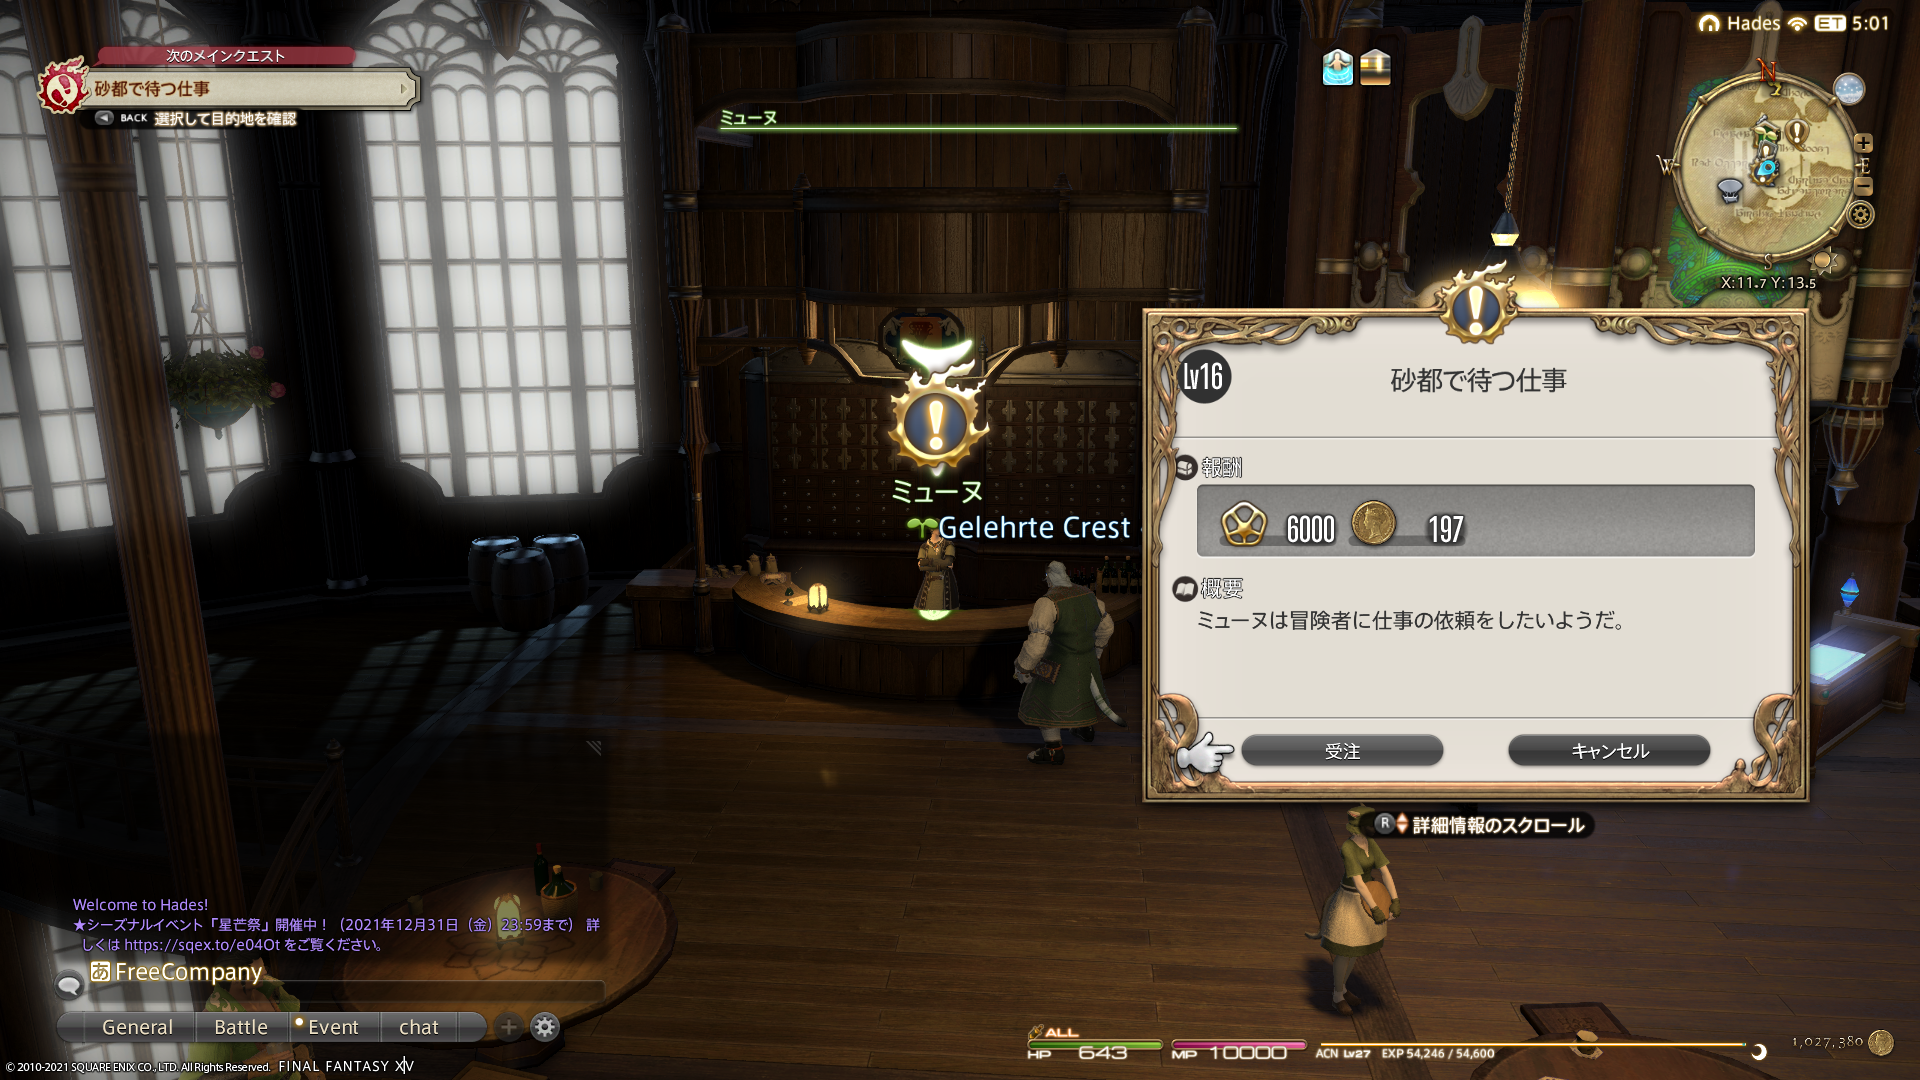 次のメインクエスト
砂都で待つ仕事
BACK 選択して目的地を確認
ミューヌ
Hades ET 5:01
N
W
E
S
X:11.7 Y:13.5
ミューヌ
Gelehrte Crest
Lv16
砂都で待つ仕事
報酬
6000 197
概要
ミューヌは冒険者に仕事の依頼をしたいようだ。
受注 キャンセル
R 詳細情報のスクロール
Welcome to Hades!
★シーズナルイベント「星芒祭」開催中！（2021年12月31日（金）23:59まで） 詳
しくは https://sqex.to/e04Ot をご覧ください。
あ FreeCompany
General Battle Event chat
© 2010-2021 SQUARE ENIX CO., LTD. All Rights Reserved. FINAL FANTASY XIV
ALL
HP 643 MP 10000 ACN Lv27 EXP 54,246 / 54,600
1,027,380